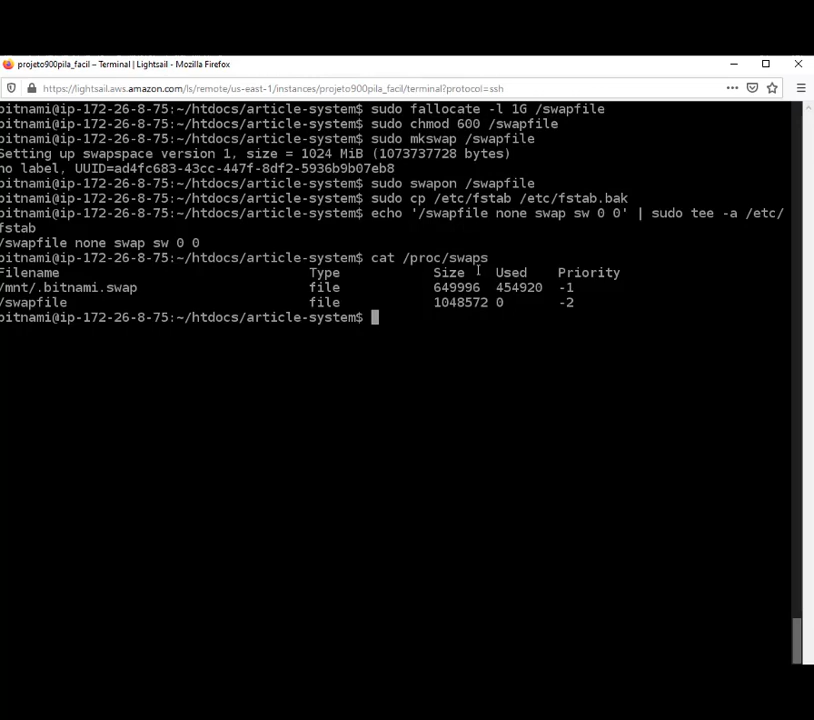 projeto900pila_facil – Terminal | Lightsail - Mozilla Firefox
https://lightsail.aws.amazon.com/ls/remote/us-east-1/instances/projeto900pila_facil/terminal?protocol=ssh
bitnami@ip-172-26-8-75:~/htdocs/article-system$ sudo fallocate -l 1G /swapfile
bitnami@ip-172-26-8-75:~/htdocs/article-system$ sudo chmod 600 /swapfile
bitnami@ip-172-26-8-75:~/htdocs/article-system$ sudo mkswap /swapfile
Setting up swapspace version 1, size = 1024 MiB (1073737728 bytes)
no label, UUID=ad4fc683-43cc-447f-8df2-5936b9b07eb8
bitnami@ip-172-26-8-75:~/htdocs/article-system$ sudo swapon /swapfile
bitnami@ip-172-26-8-75:~/htdocs/article-system$ sudo cp /etc/fstab /etc/fstab.bak
bitnami@ip-172-26-8-75:~/htdocs/article-system$ echo '/swapfile none swap sw 0 0' | sudo tee -a /etc/
fstab
/swapfile none swap sw 0 0
bitnami@ip-172-26-8-75:~/htdocs/article-system$ cat /proc/swaps
Filename Type Size Used Priority
/mnt/.bitnami.swap file 649996 454920 -1
/swapfile file 1048572 0 -2
bitnami@ip-172-26-8-75:~/htdocs/article-system$